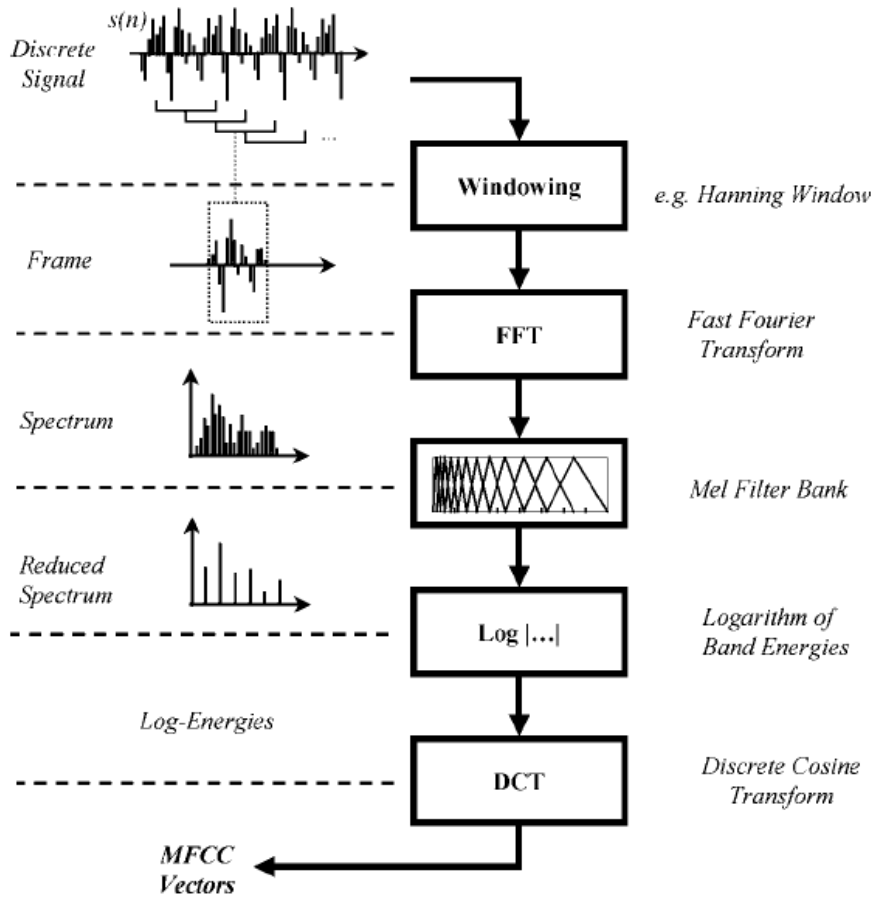 s(n)
Discrete
Signal
...
Windowing
e.g. Hanning Window
Frame
FFT
Fast Fourier
Transform
Spectrum
Mel Filter Bank
Reduced
Spectrum
Log |...|
Logarithm of
Band Energies
Log-Energies
DCT
Discrete Cosine
Transform
MFCC
Vectors